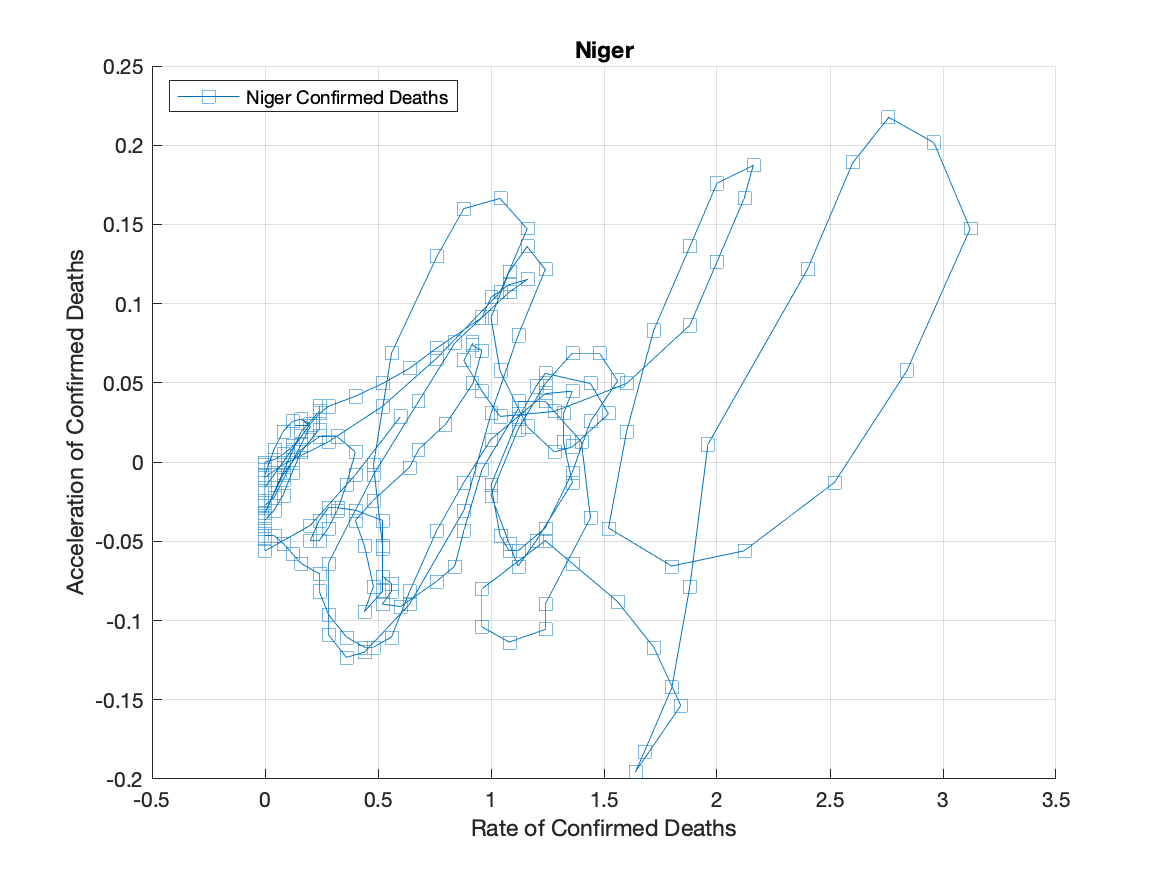 Niger
Niger Confirmed Deaths
0.25
0.2
0.15
0.1
0.05
0
-0.05
-0.1
-0.15
-0.2
Acceleration of Confirmed Deaths
-0.5 0 0.5 1 1.5 2 2.5 3 3.5
Rate of Confirmed Deaths